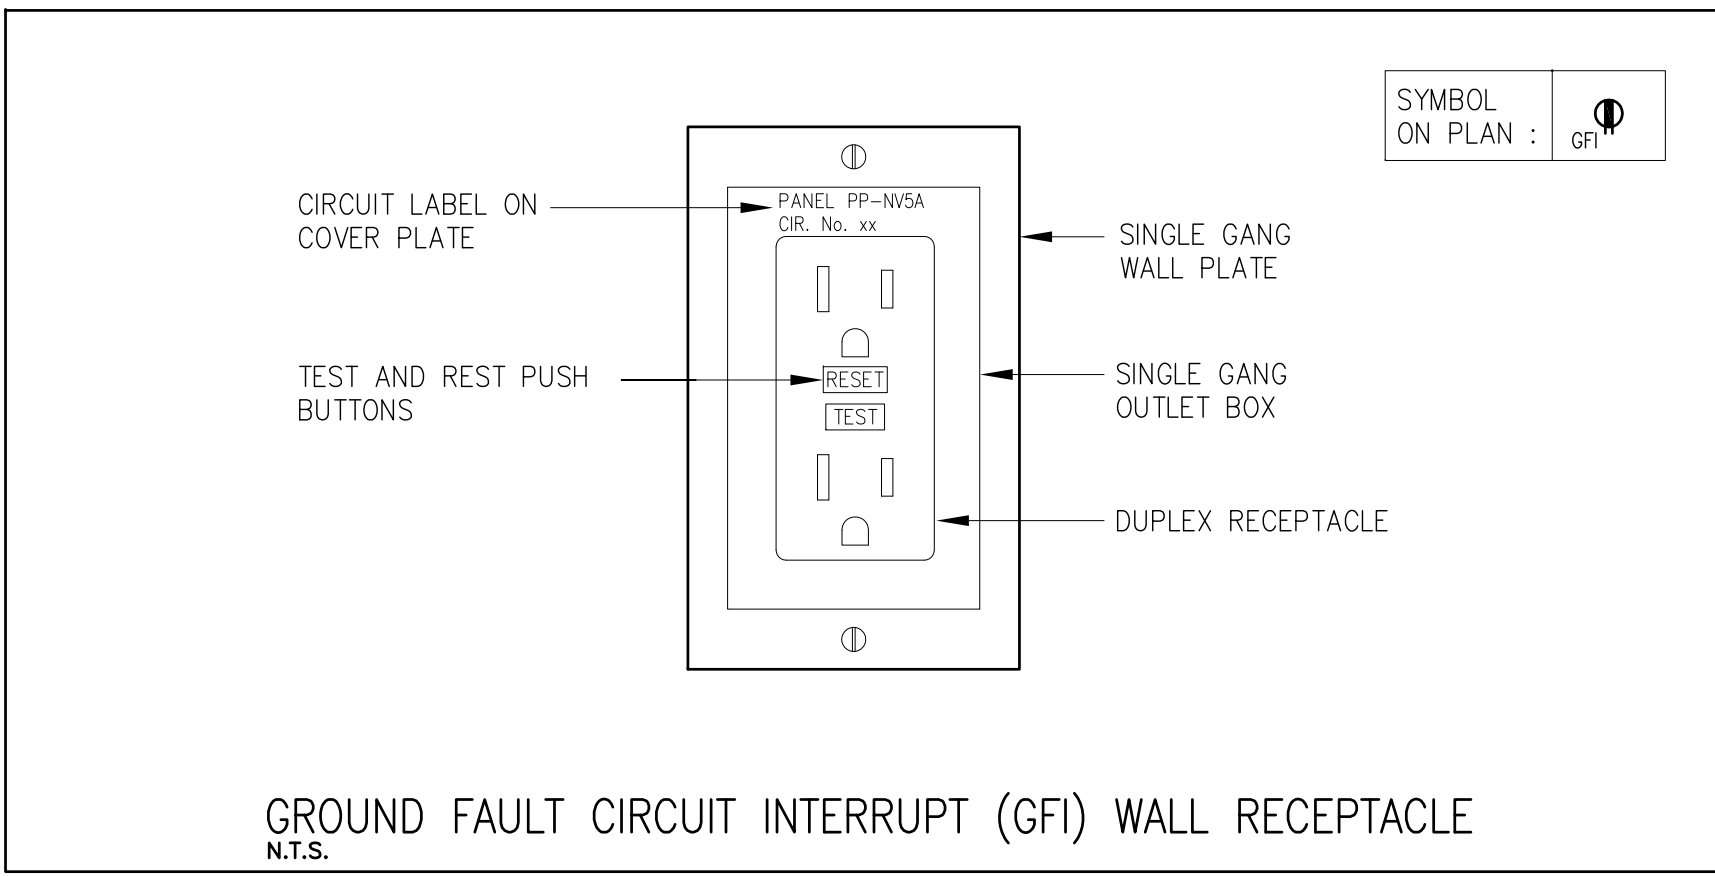 SYMBOL
ON PLAN :
GFI
CIRCUIT LABEL ON
COVER PLATE
PANEL PP-NV5A
CIR. No. xx
SINGLE GANG
WALL PLATE
TEST AND REST PUSH
BUTTONS
RESET
TEST
SINGLE GANG
OUTLET BOX
DUPLEX RECEPTACLE
GROUND FAULT CIRCUIT INTERRUPT (GFI) WALL RECEPTACLE
N.T.S.